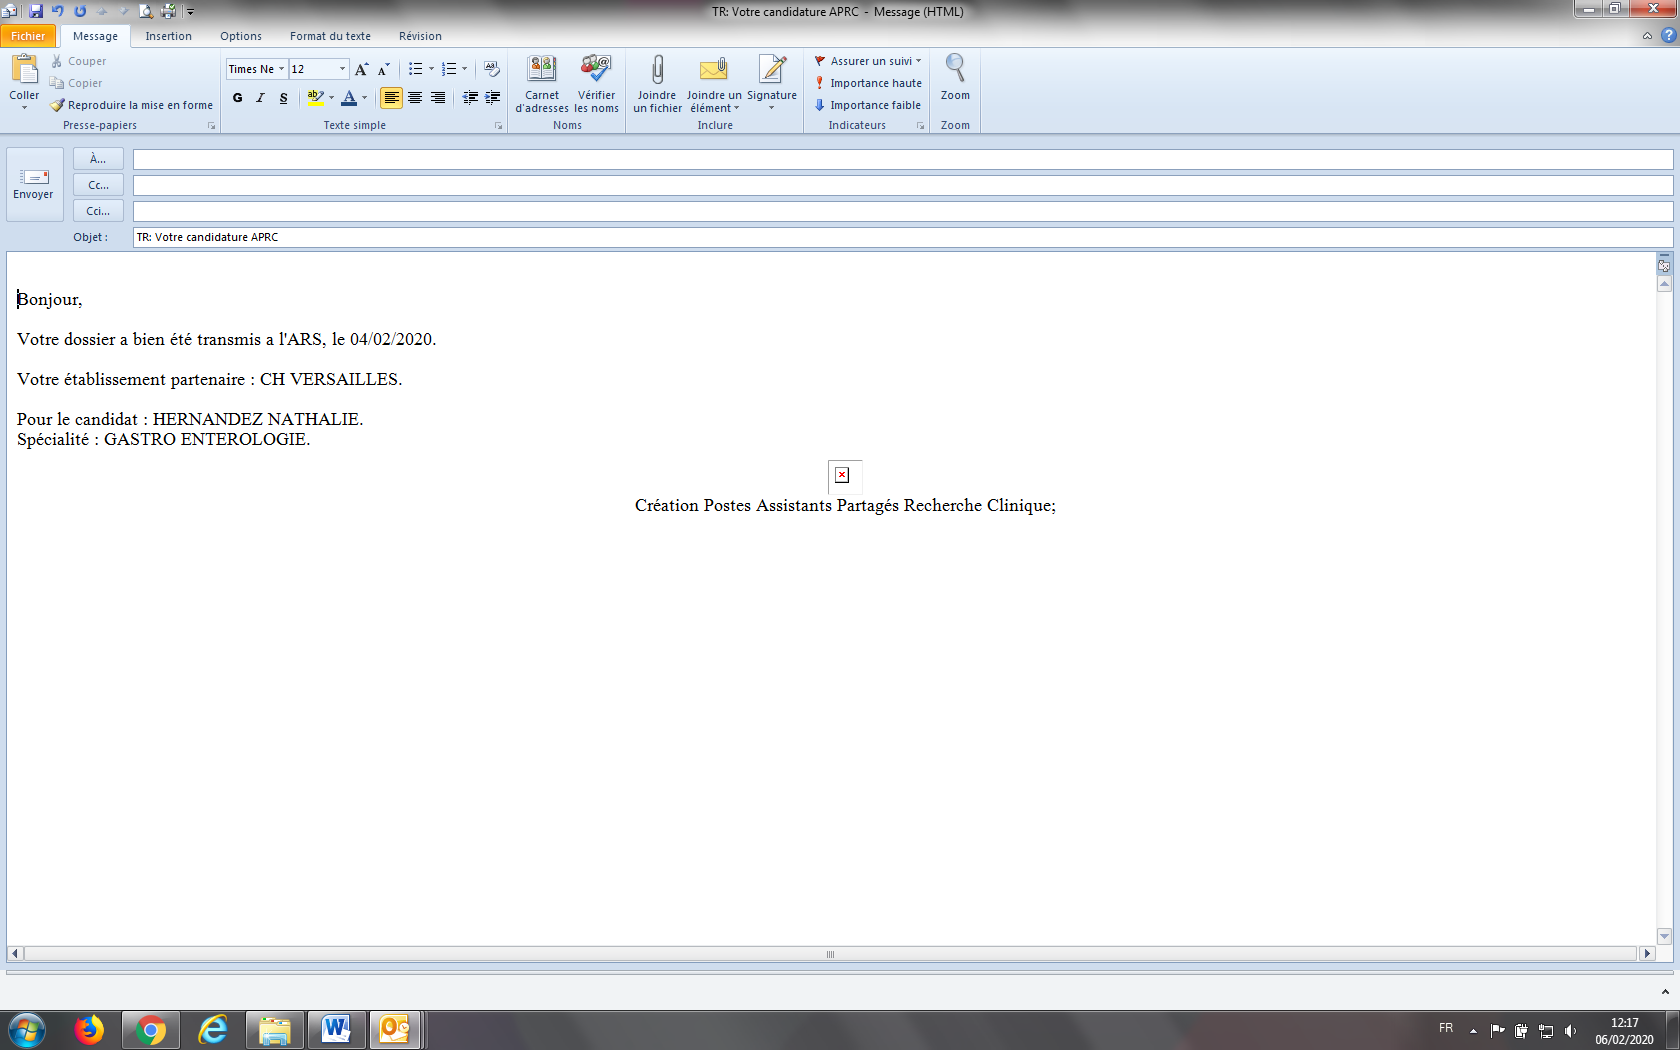 TR: Votre candidature APRC - Message (HTML)
Fichier Message Insertion Options Format du texte Révision
Coller
Couper
Copier
Reproduire la mise en forme
Presse-papiers
Times Ne 12
G I S
Texte simple
Carnet d'adresses
Vérifier les noms
Noms
Joindre un fichier
Joindre un élément
Signature
Inclure
Assurer un suivi
Importance haute
Importance faible
Indicateurs
Zoom
Zoom
Envoyer
À...
Cc...
Cci...
Objet : TR: Votre candidature APRC
Bonjour,
Votre dossier a bien été transmis a l'ARS, le 04/02/2020.
Votre établissement partenaire : CH VERSAILLES.
Pour le candidat : HERNANDEZ NATHALIE.
Spécialité : GASTRO ENTEROLOGIE.
Création Postes Assistants Partagés Recherche Clinique;
FR
12:17
06/02/2020